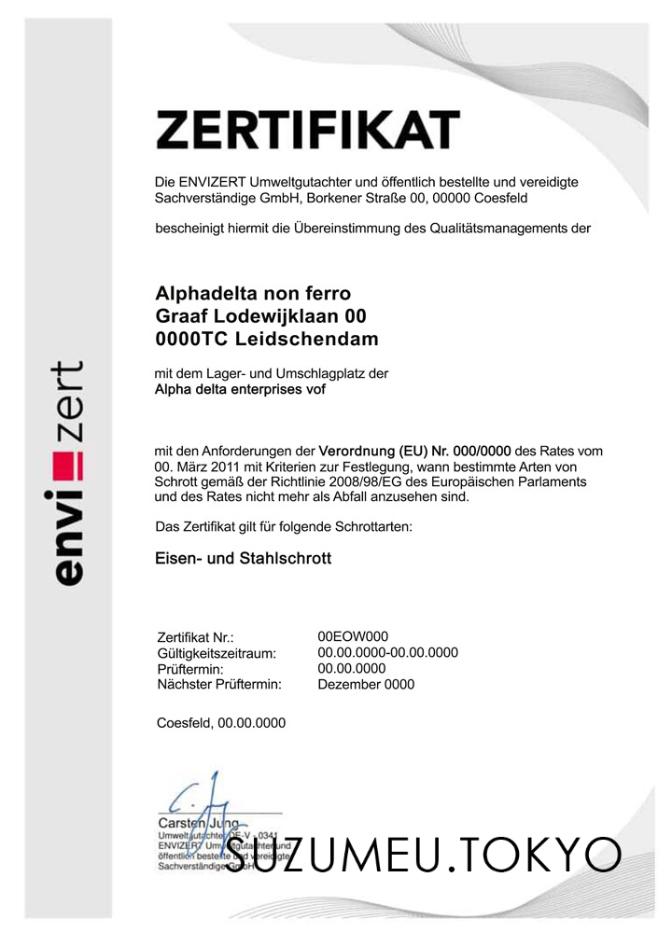 ZERTIFIKAT
Die ENVIZERT Umweltgutachter und öffentlich bestellte und vereidigte
Sachverständige GmbH, Borkener Straße 00, 00000 Coesfeld
bescheinigt hiermit die Übereinstimmung des Qualitätsmanagements der
Alphadelta non ferro
Graaf Lodewijklaan 00
0000TC Leidschendam
mit dem Lager- und Umschlagplatz der
Alpha delta enterprises vof
envizert
mit den Anforderungen der Verordnung (EU) Nr. 000/0000 des Rates vom
00. März 2011 mit Kriterien zur Festlegung, wann bestimmte Arten von
Schrott gemäß der Richtlinie 2008/98/EG des Europäischen Parlaments
und des Rates nicht mehr als Abfall anzusehen sind.
Das Zertifikat gilt für folgende Schrottarten:
Eisen- und Stahlschrott
Zertifikat Nr.: 00EOW000
Gültigkeitszeitraum: 00.00.0000-00.00.0000
Prüftermin: 00.00.0000
Nächster Prüftermin: Dezember 0000
Coesfeld, 00.00.0000
Carsten Jung
Umweltgutachter DE-V - 0341
ENVIZERT Umweltgutachter und
öffentlich bestellte und vereidigte
Sachverständige GmbH
SUZUMEU.TOKYO